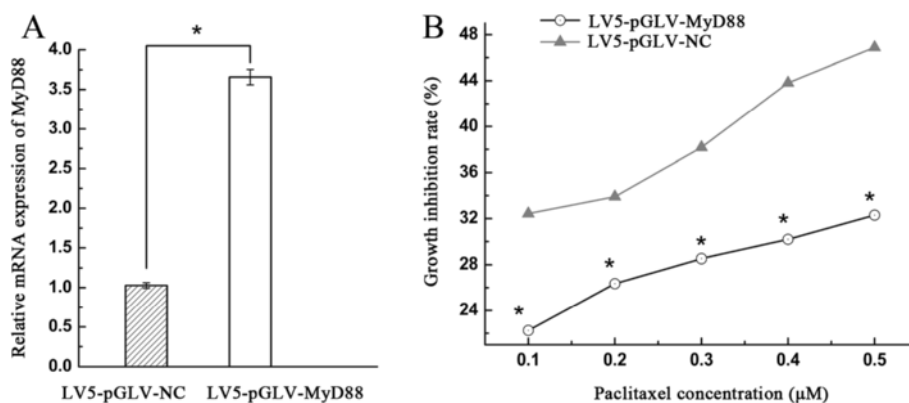 A
*
4.0
3.5
3.0
2.5
2.0
1.5
1.0
0.5
0.0
Relative mRNA expression of MyD88
LV5-pGLV-NC LV5-pGLV-MyD88
B
LV5-pGLV-MyD88
LV5-pGLV-NC
48
44
40
36
32
28
24
Growth inhibition rate (%)
* * * * *
0.1 0.2 0.3 0.4 0.5
Paclitaxel concentration (µM)